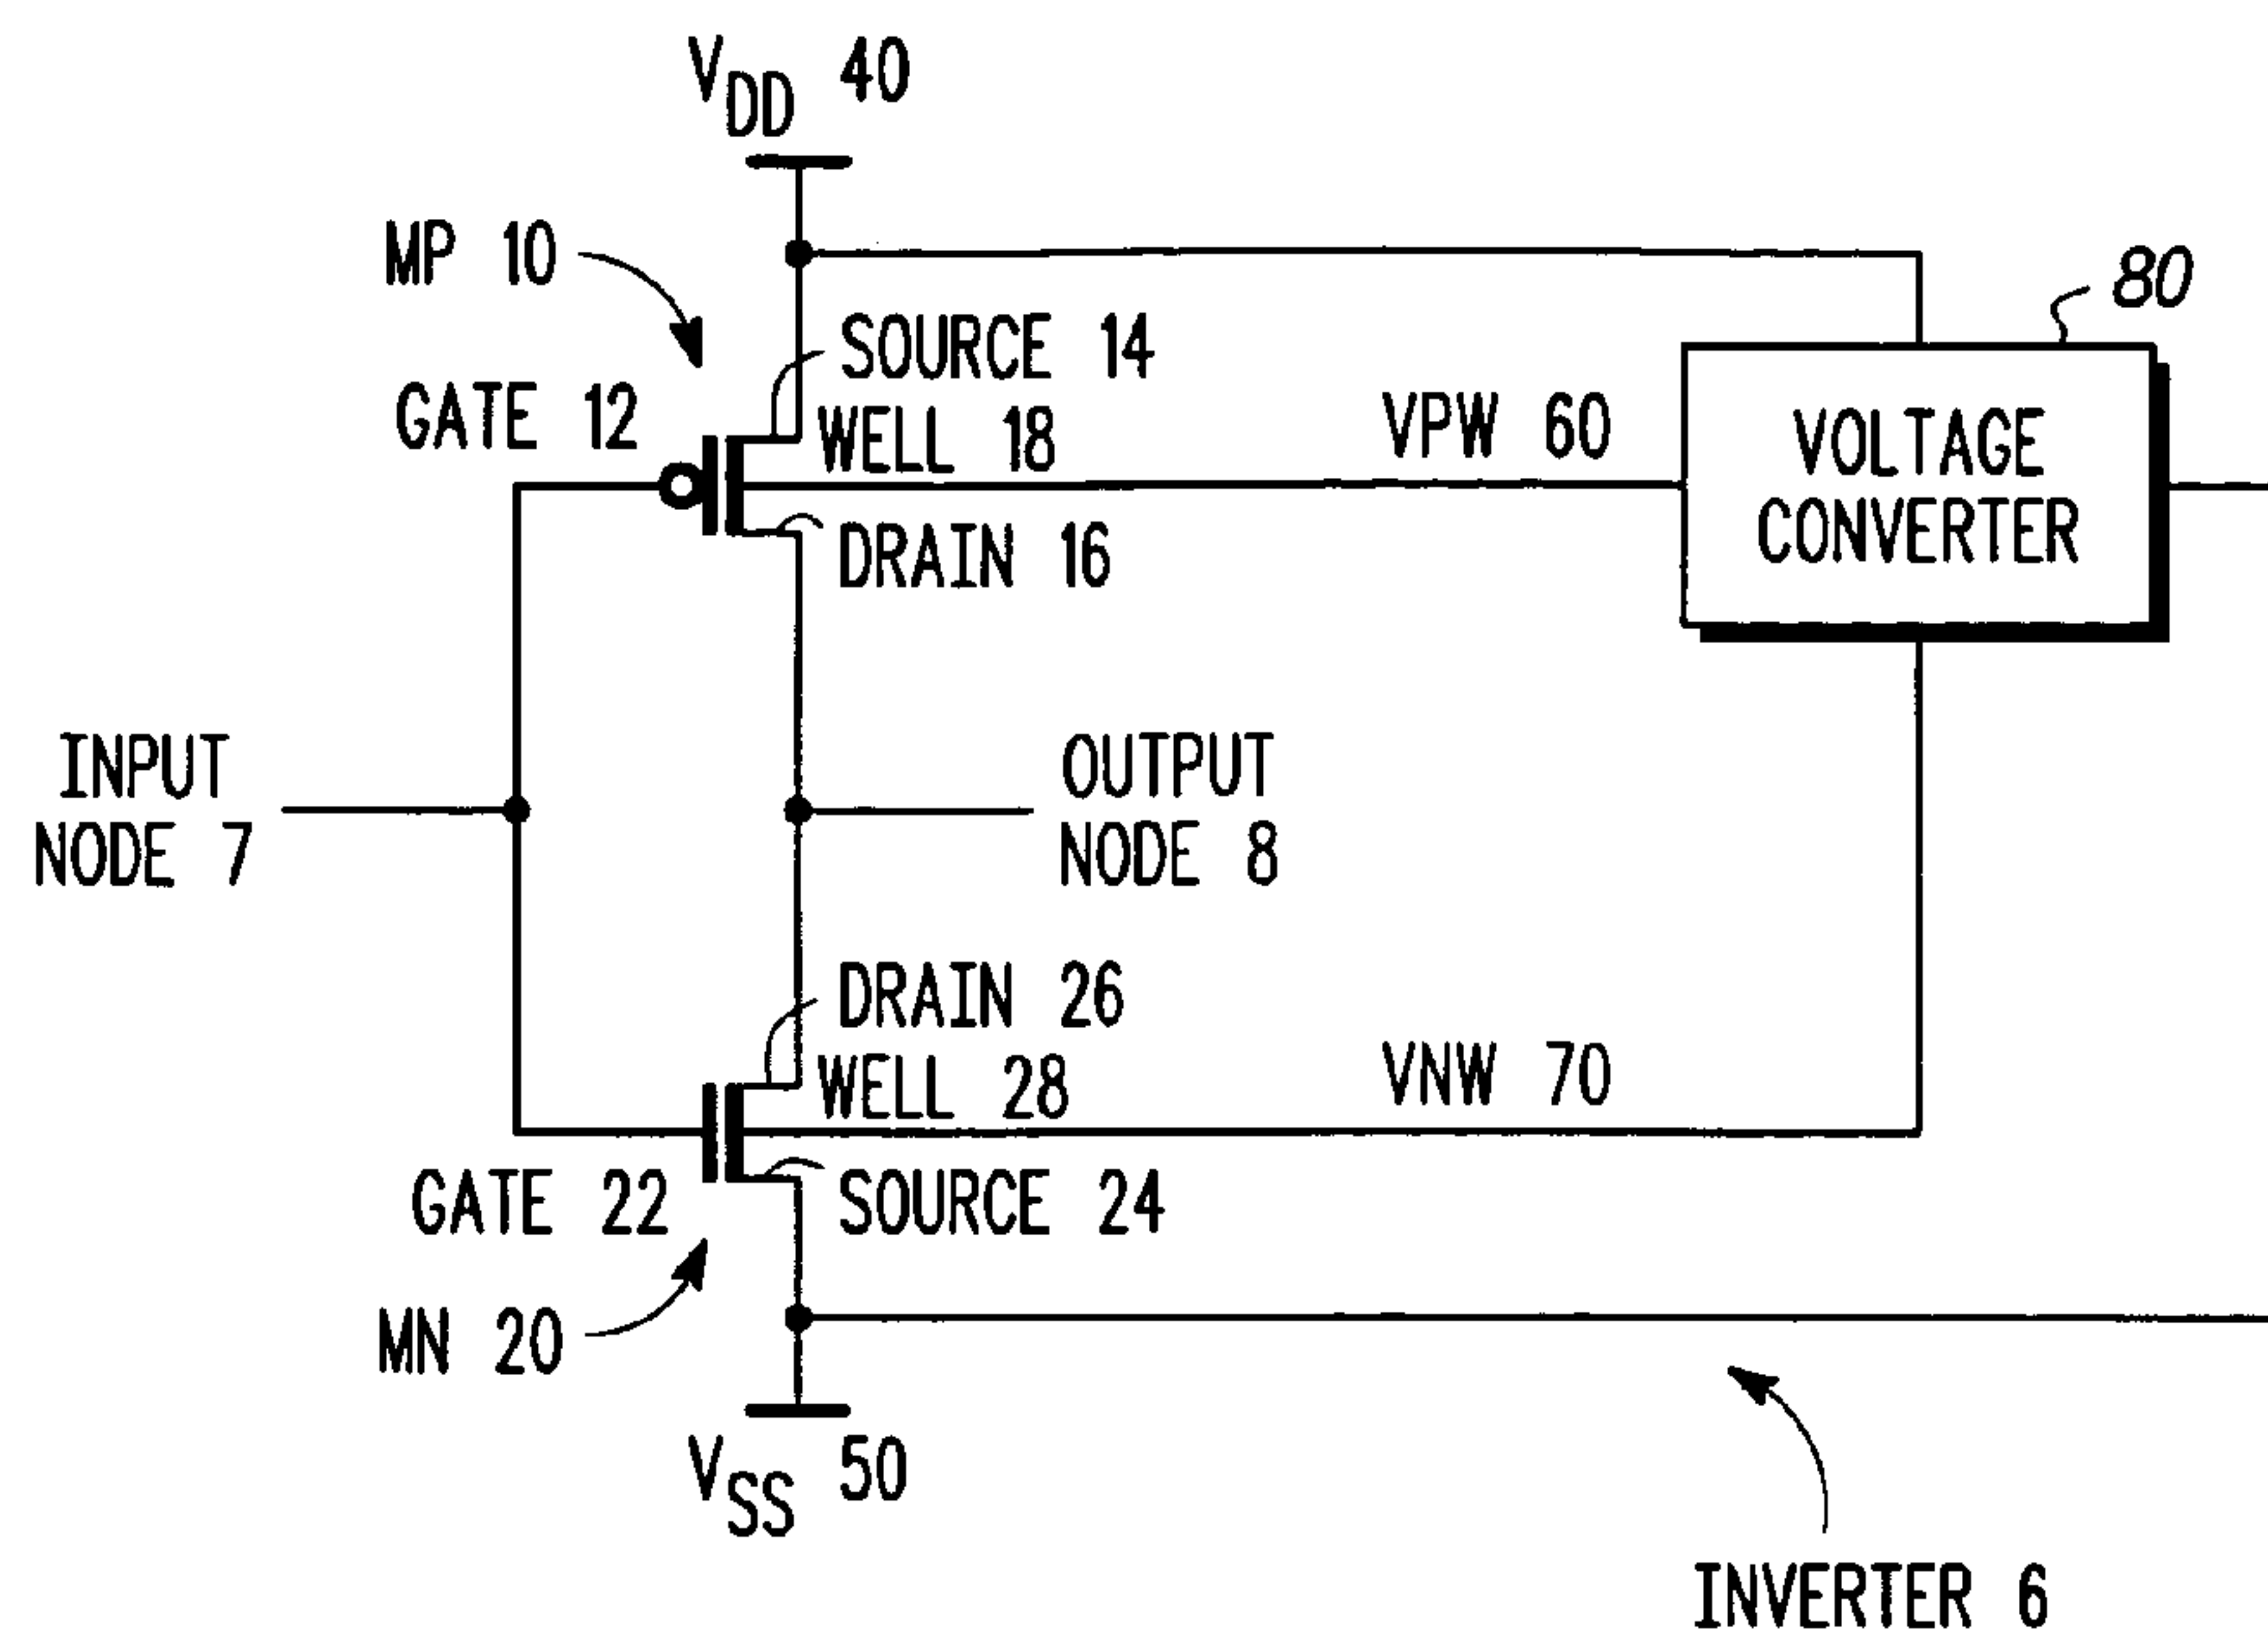 VDD 40
MP 10
80
SOURCE 14
GATE 12
WELL 18
VPW 60
VOLTAGE
CONVERTER
DRAIN 16
INPUT
NODE 7
OUTPUT
NODE 8
DRAIN 26
WELL 28
VNW 70
GATE 22
SOURCE 24
MN 20
VSS 50
INVERTER 6